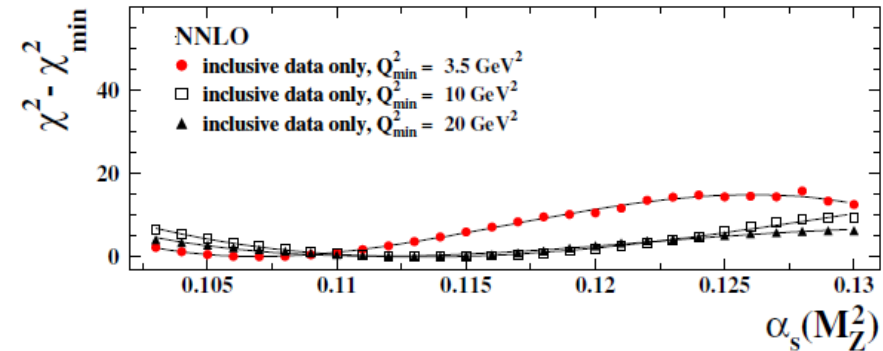 χ² - χ²min
NNLO
inclusive data only, Q²min = 3.5 GeV²
inclusive data only, Q²min = 10 GeV²
inclusive data only, Q²min = 20 GeV²
40
20
0
0.105 0.11 0.115 0.12 0.125 0.13
αs(M²Z)